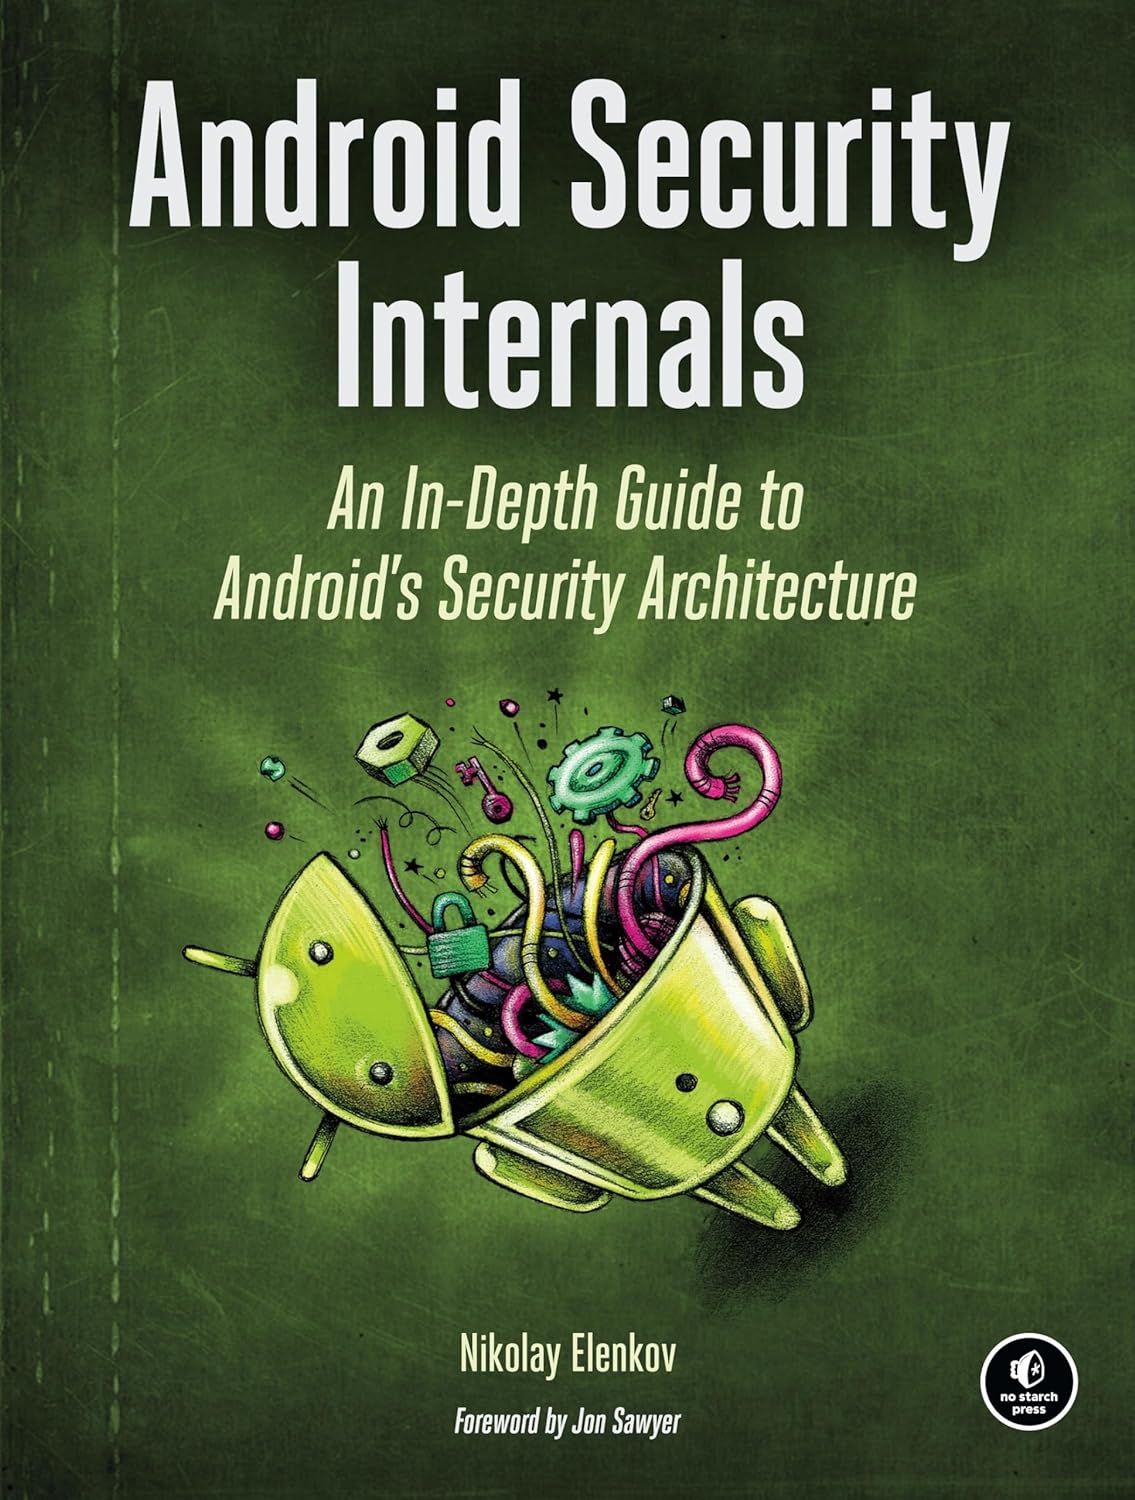 Android Security
Internals
An In-Depth Guide to
Android's Security Architecture
Nikolay Elenkov
Foreword by Jon Sawyer
no starch
press